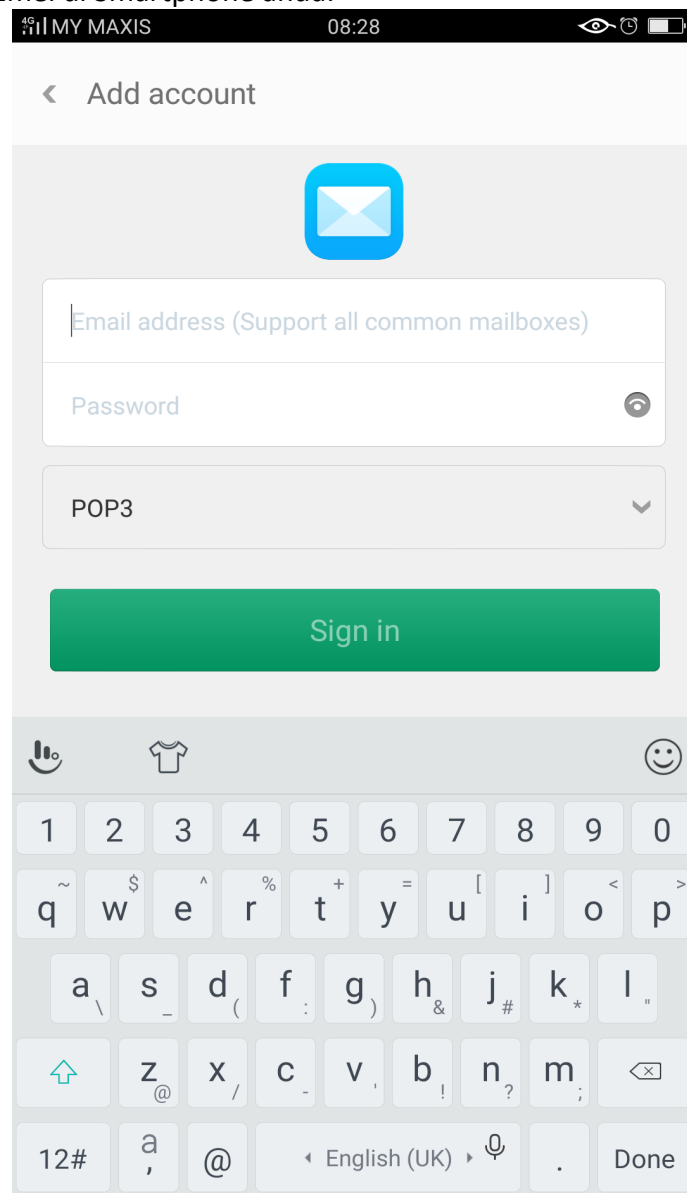 4G MY MAXIS 08:28
Add account
Email address (Support all common mailboxes)
Password
POP3
Sign in
1 2 3 4 5 6 7 8 9 0
~ $ ^ % + = [ ] < >
q w e r t y u i o p
a s d f g h j k l
\ _ ( : ) & # * "
z x c v b n m
@ / - ' ! ? ;
12# a , @ English (UK) . Done